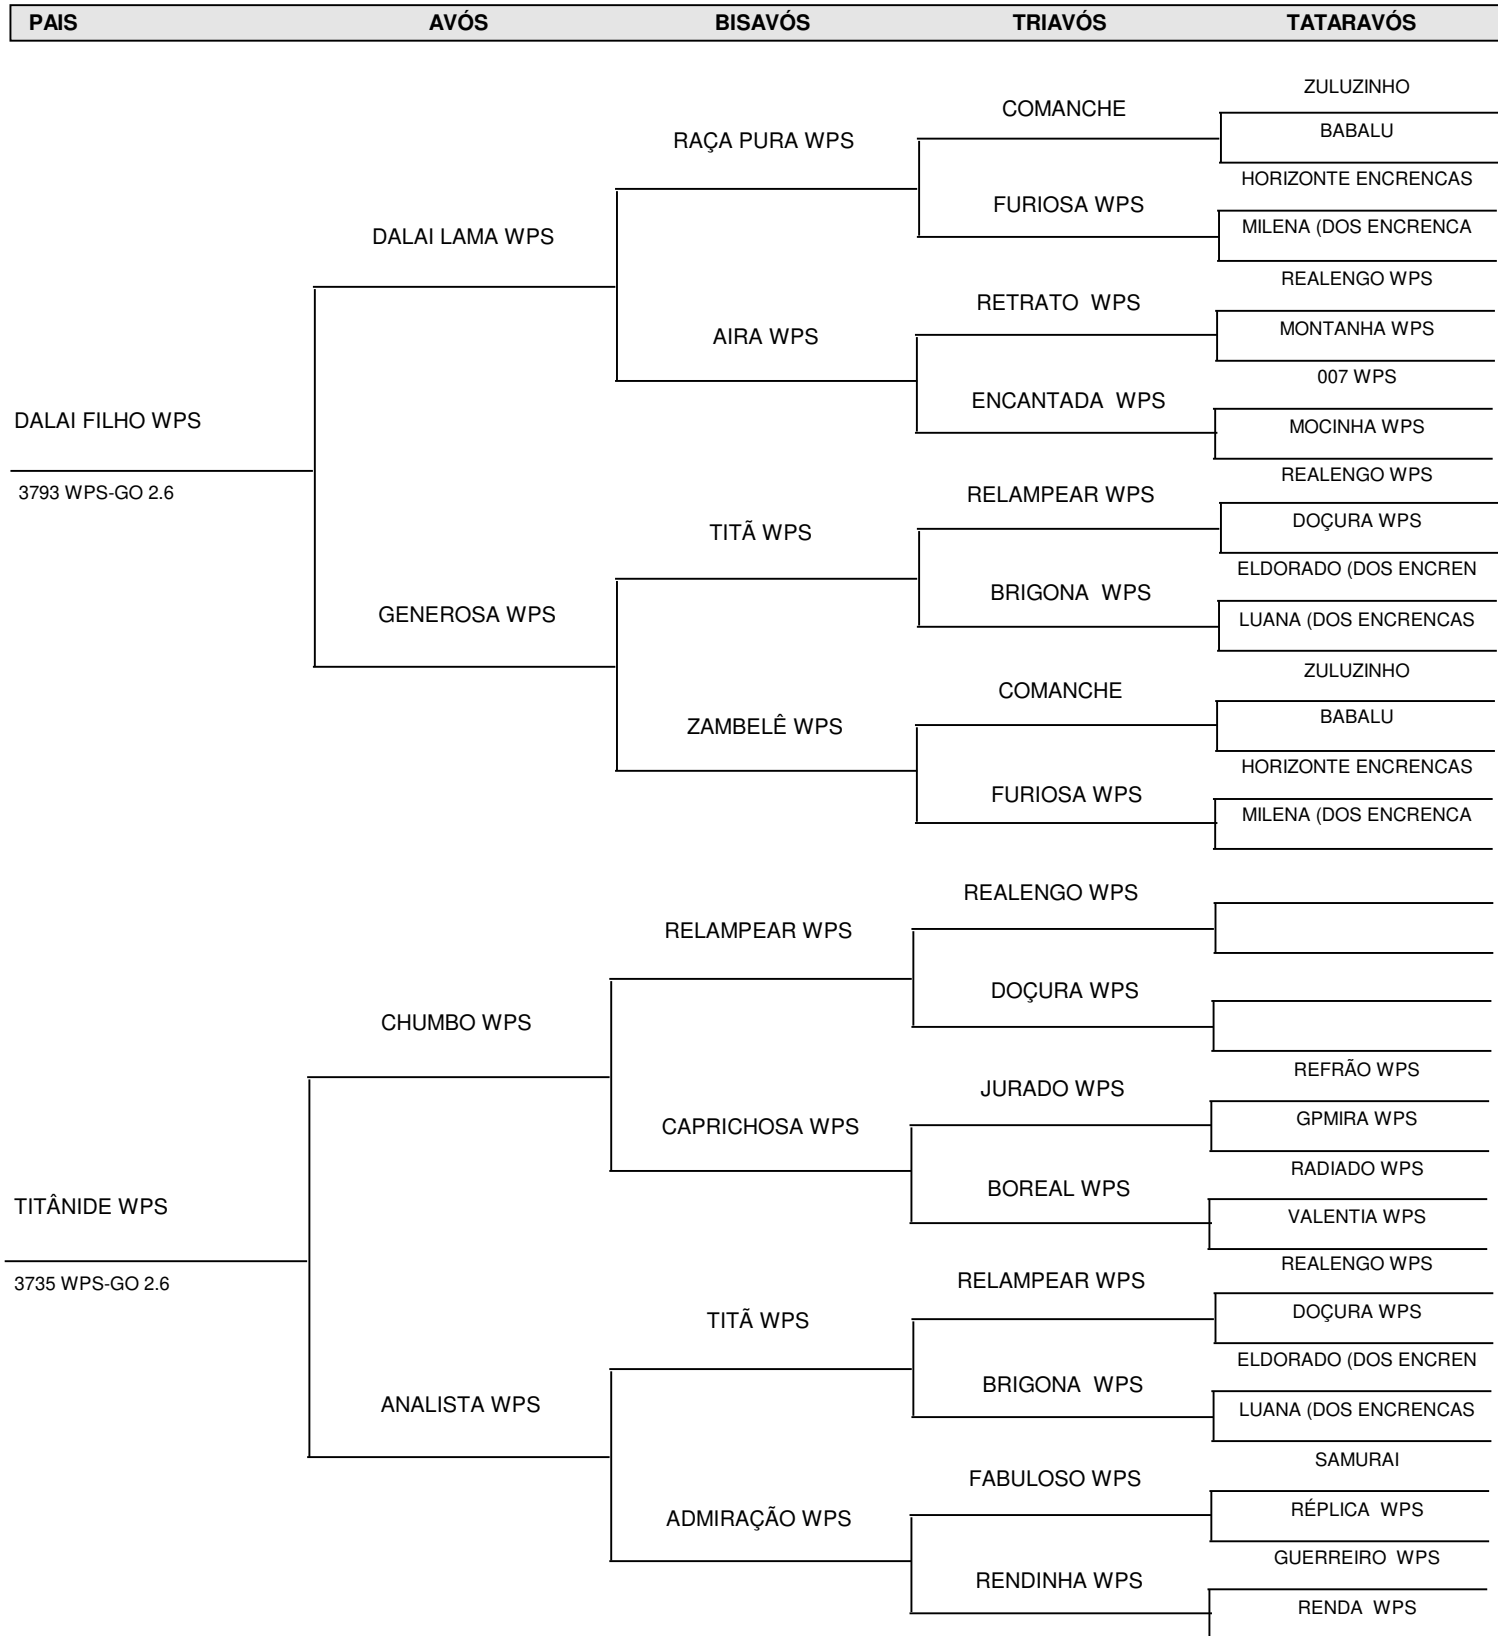 PAIS AVÓS BISAVÓS TRIAVÓS TATARAVÓS
ZULUZINHO
COMANCHE
BABALU
RAÇA PURA WPS
HORIZONTE ENCRENCAS
FURIOSA WPS
MILENA (DOS ENCRENCA
DALAI LAMA WPS
REALENGO WPS
RETRATO WPS
MONTANHA WPS
AIRA WPS
007 WPS
ENCANTADA WPS
MOCINHA WPS
DALAI FILHO WPS
REALENGO WPS
3793 WPS-GO 2.6
RELAMPEAR WPS
DOÇURA WPS
TITÃ WPS
ELDORADO (DOS ENCREN
BRIGONA WPS
GENEROSA WPS
LUANA (DOS ENCRENCAS
ZULUZINHO
COMANCHE
BABALU
ZAMBELÊ WPS
HORIZONTE ENCRENCAS
FURIOSA WPS
MILENA (DOS ENCRENCA
REALENGO WPS
RELAMPEAR WPS
DOÇURA WPS
CHUMBO WPS
REFRÃO WPS
JURADO WPS
GPMIRA WPS
CAPRICHOSA WPS
RADIADO WPS
BOREAL WPS
TITÂNIDE WPS
VALENTIA WPS
REALENGO WPS
3735 WPS-GO 2.6
RELAMPEAR WPS
DOÇURA WPS
TITÃ WPS
ELDORADO (DOS ENCREN
BRIGONA WPS
ANALISTA WPS
LUANA (DOS ENCRENCAS
SAMURAI
FABULOSO WPS
RÉPLICA WPS
ADMIRAÇÃO WPS
GUERREIRO WPS
RENDINHA WPS
RENDA WPS